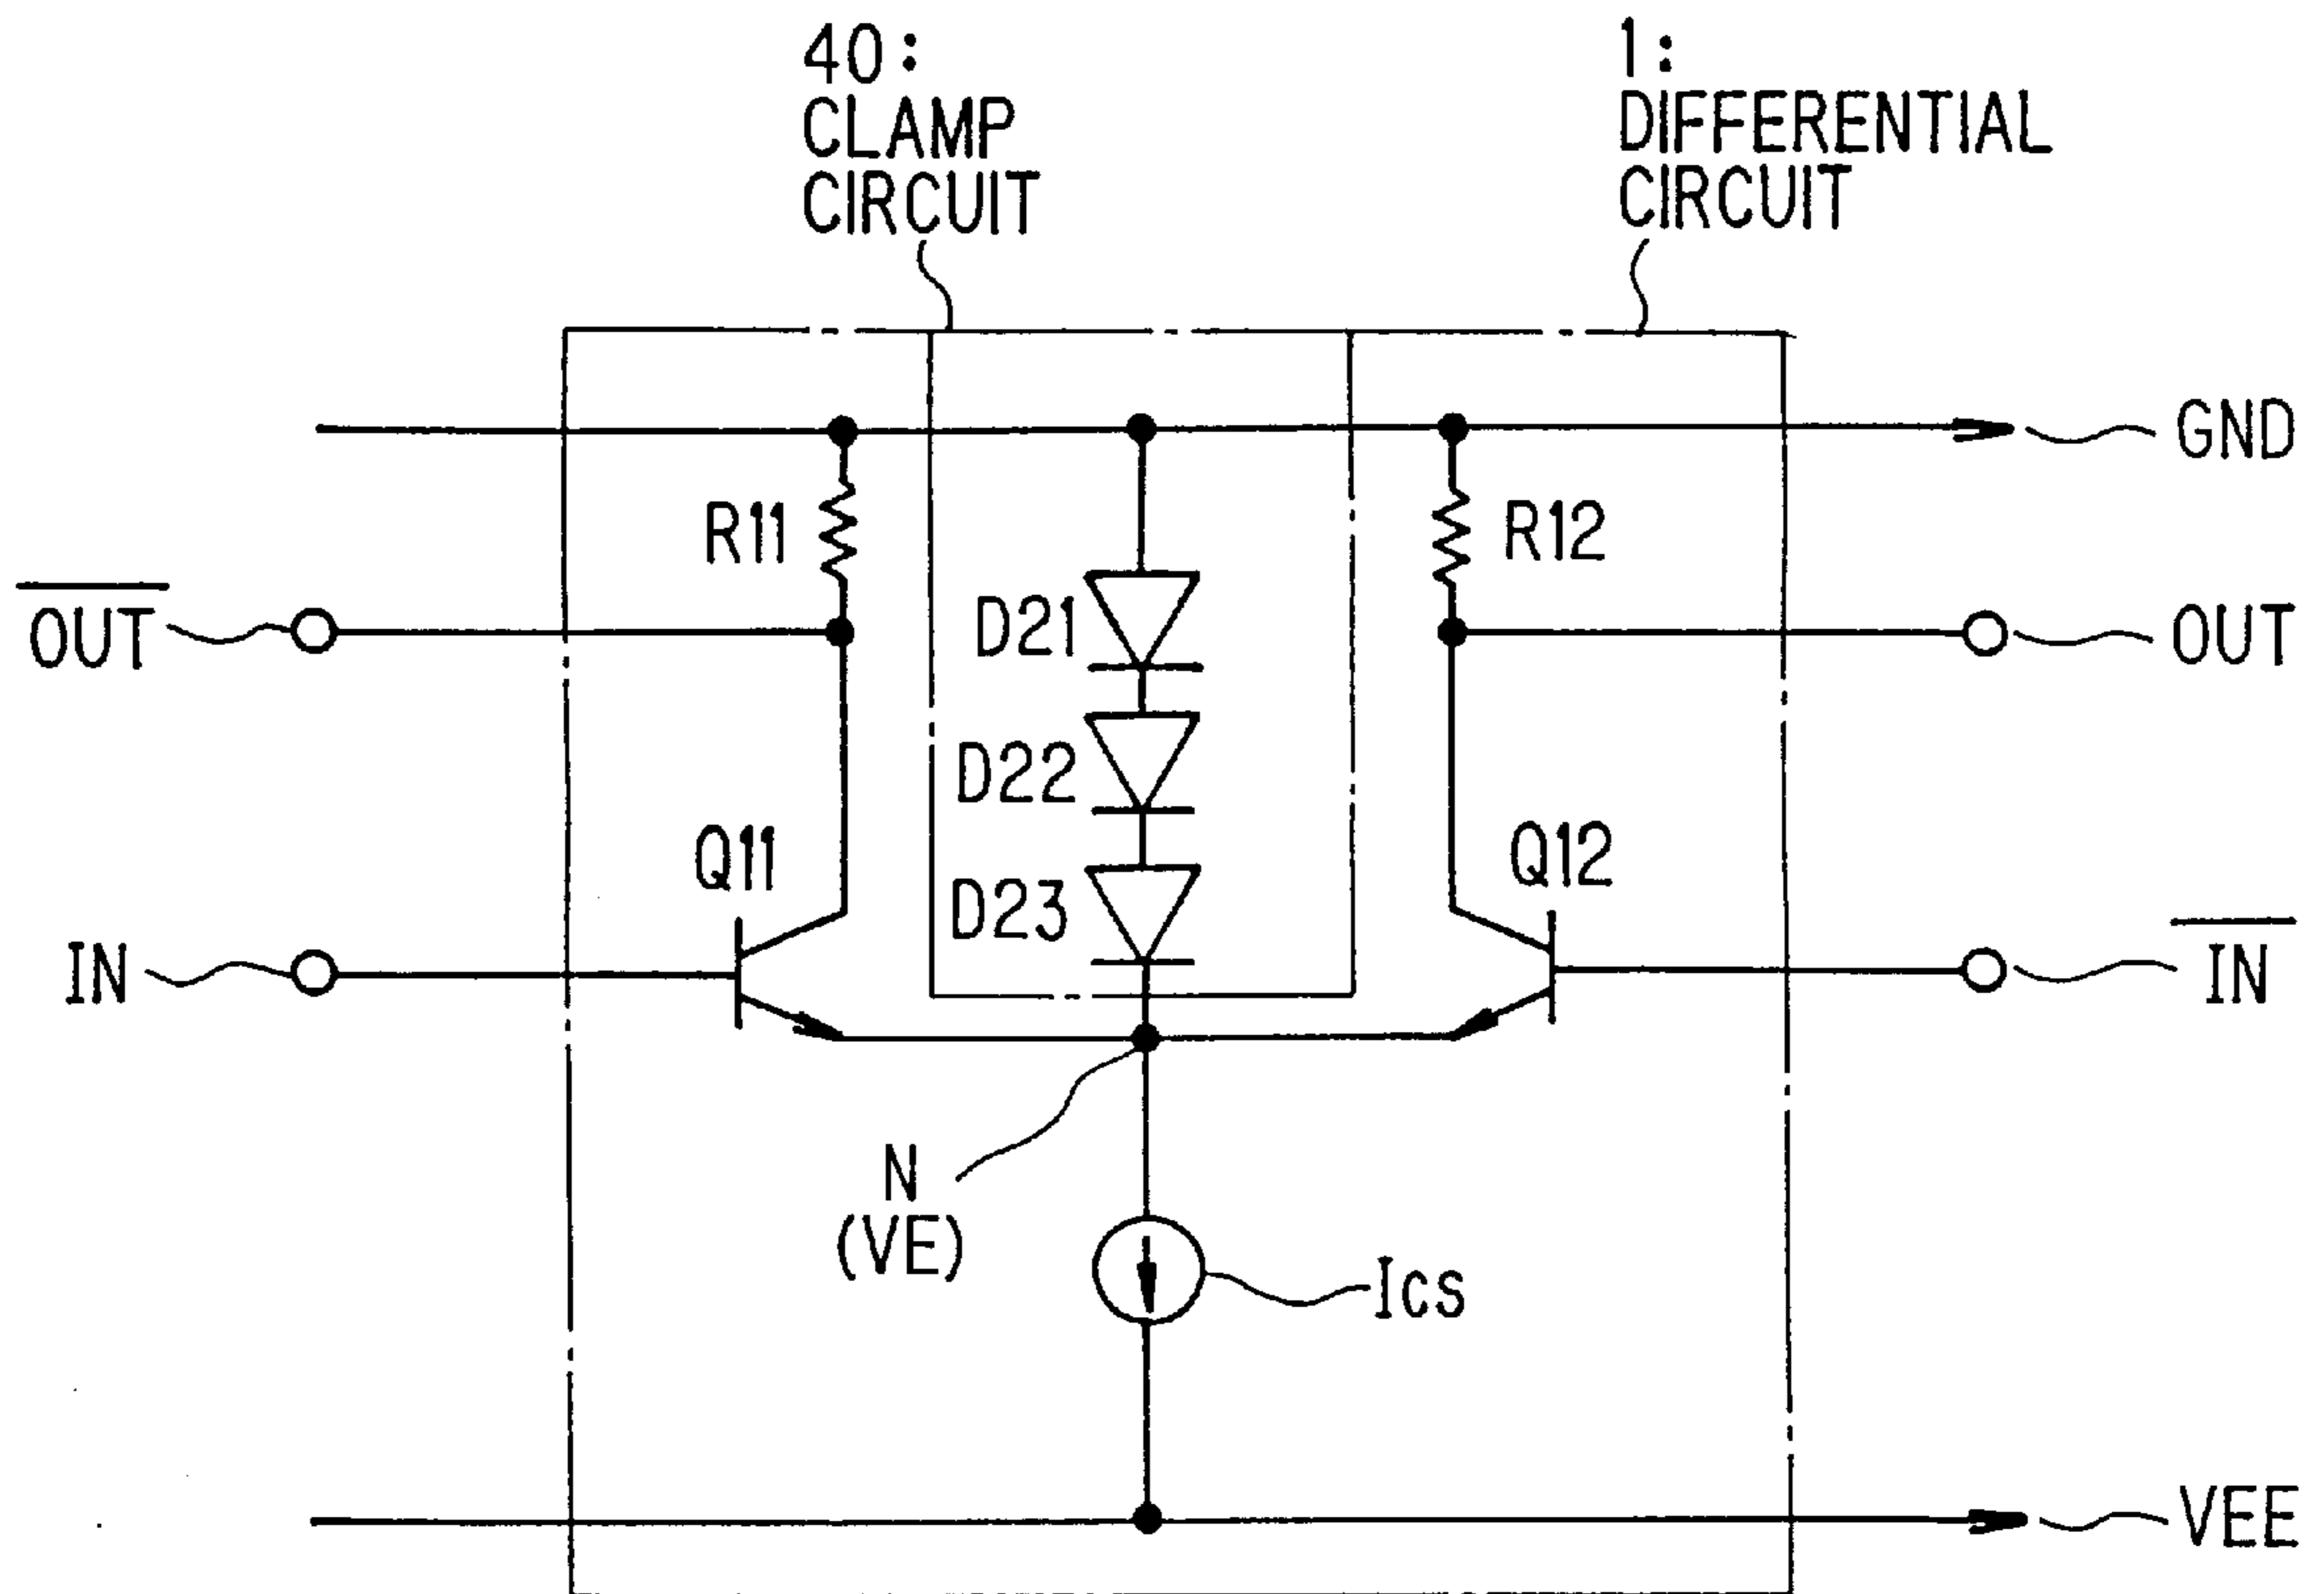 40:
CLAMP
CIRCUIT
1:
DIFFERENTIAL
CIRCUIT
GND
R11
R12
OUT
D21
OUT
D22
Q11
Q12
D23
IN
IN
N
(VE)
Ics
VEE